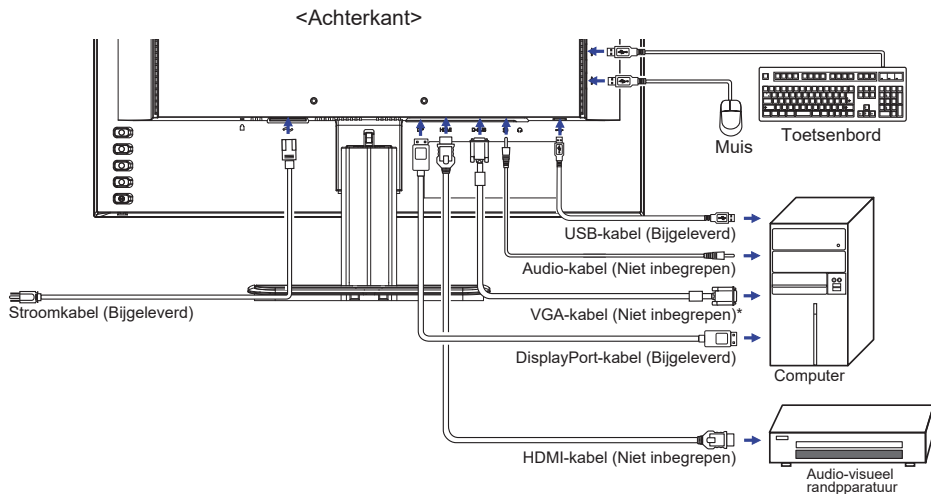 <Achterkant>
Muis
Toetsenbord
USB-kabel (Bijgeleverd)
Audio-kabel (Niet inbegrepen)
Stroomkabel (Bijgeleverd)
VGA-kabel (Niet inbegrepen)*
DisplayPort-kabel (Bijgeleverd)
Computer
HDMI-kabel (Niet inbegrepen)
Audio-visueel
randpparatuur